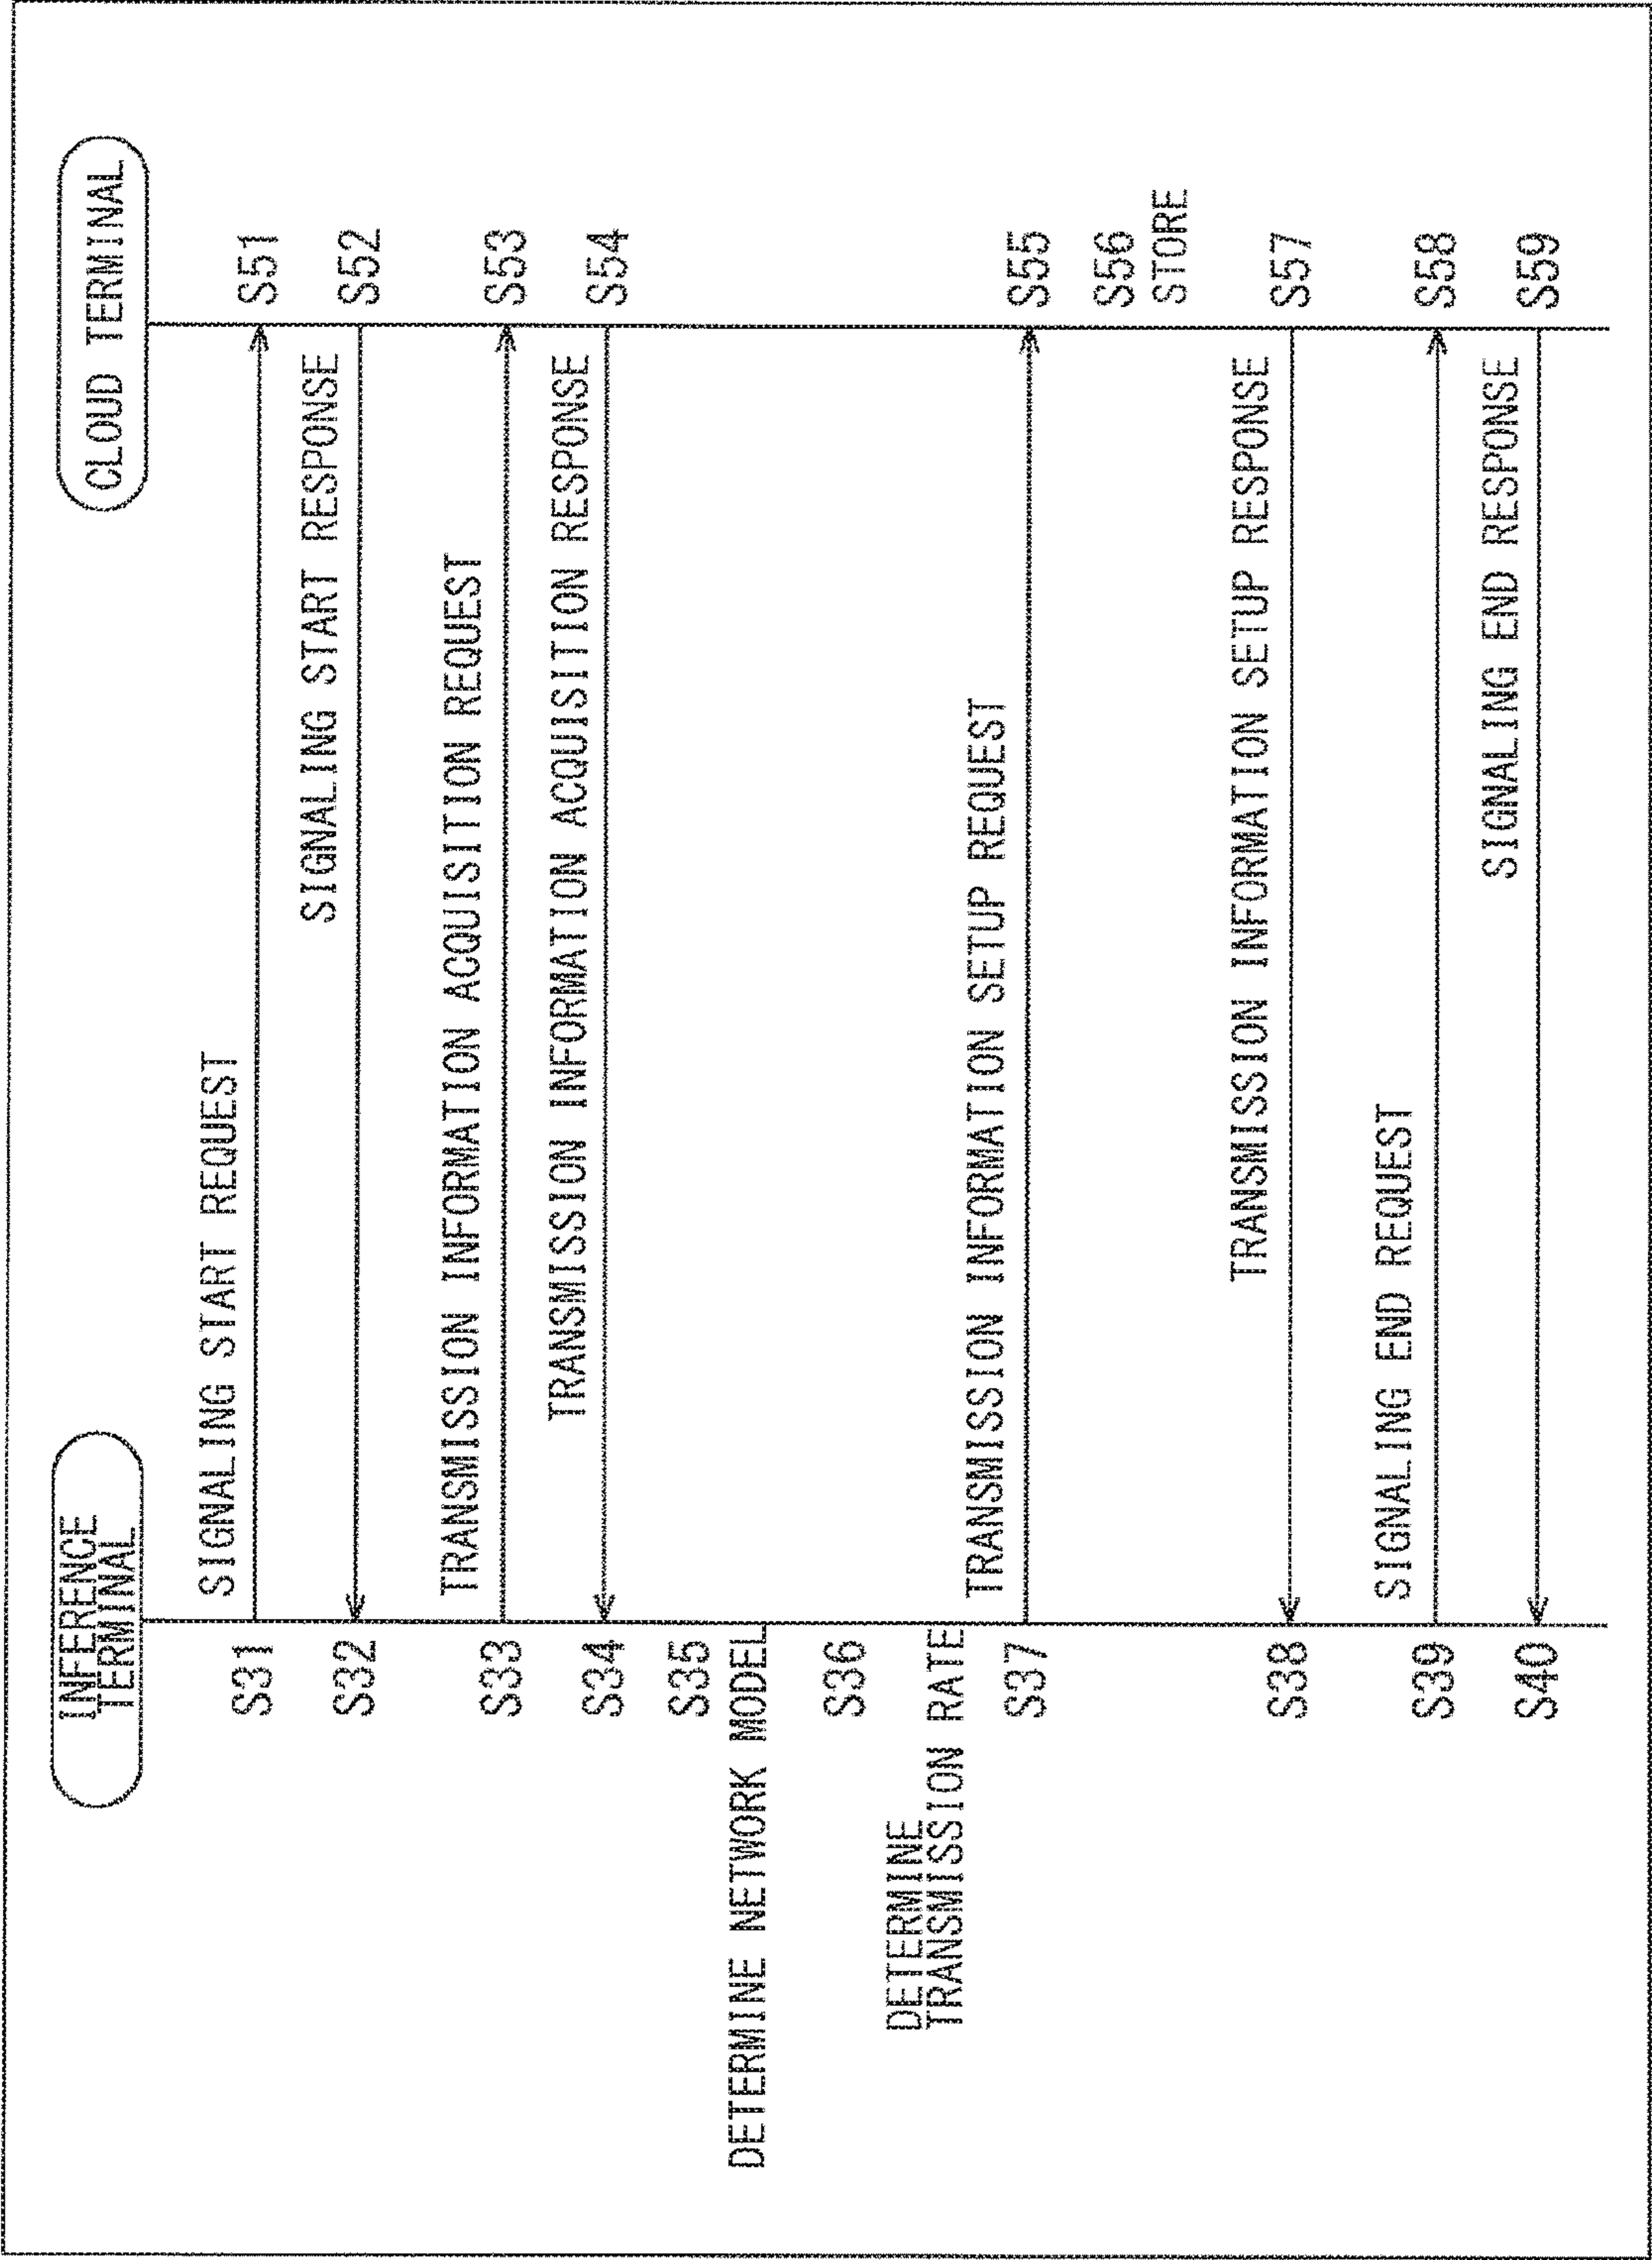 INFERENCE
TERMINAL
CLOUD TERMINAL
SIGNALING START REQUEST
S31
S51
SIGNALING START RESPONSE
S32
S52
TRANSMISSION INFORMATION ACQUISITION REQUEST
S33
S53
TRANSMISSION INFORMATION ACQUISITION RESPONSE
S34
S54
S35
DETERMINE NETWORK MODEL
S36
DETERMINE
TRANSMISSION RATE
TRANSMISSION INFORMATION SETUP REQUEST
S37
S55
S56
STORE
TRANSMISSION INFORMATION SETUP RESPONSE
S38
S57
SIGNALING END REQUEST
S39
S58
SIGNALING END RESPONSE
S40
S59